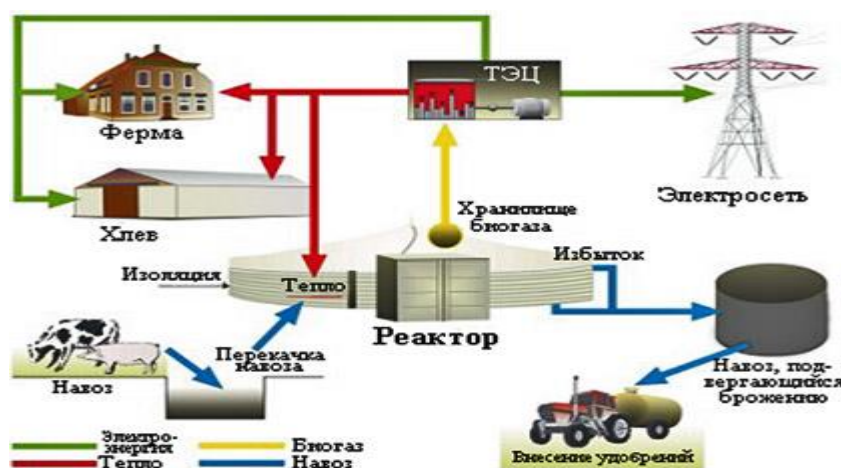 ТЭЦ
Ферма
Электросеть
Хлев
Хранилище
биогаза
Избыток
Изоляция
Тепло
Реактор
Перекачка
навоза
Навоз
Навоз, под-
вергающийся
брожению
Внесение удобрений
Электро-
энергия
Биогаз
Тепло
Навоз